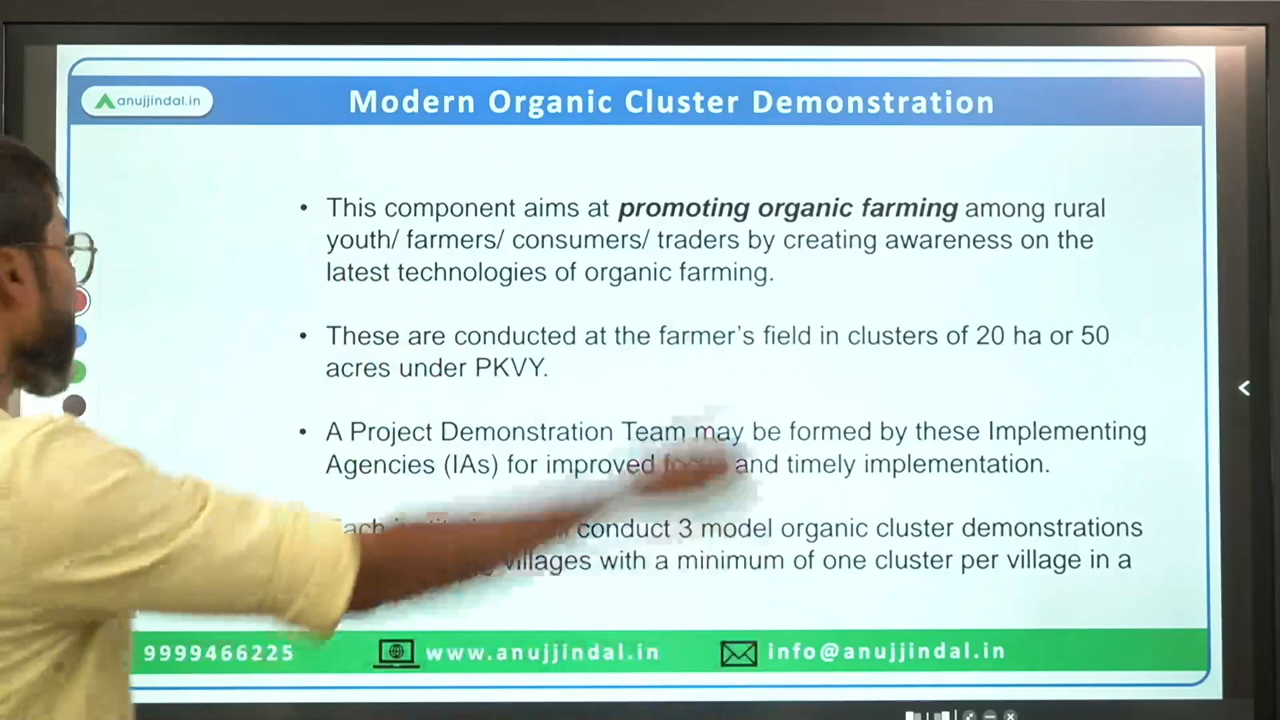 anujjindal.in
Modern Organic Cluster Demonstration
• This component aims at promoting organic farming among rural
youth/ farmers/ consumers/ traders by creating awareness on the
latest technologies of organic farming.
• These are conducted at the farmer's field in clusters of 20 ha or 50
acres under PKVY.
• A Project Demonstration Team may be formed by these Implementing
Agencies (IAs) for improved and timely implementation.
conduct 3 model organic cluster demonstrations
villages with a minimum of one cluster per village in a
9999466225 www.anujjindal.in info@anujjindal.in